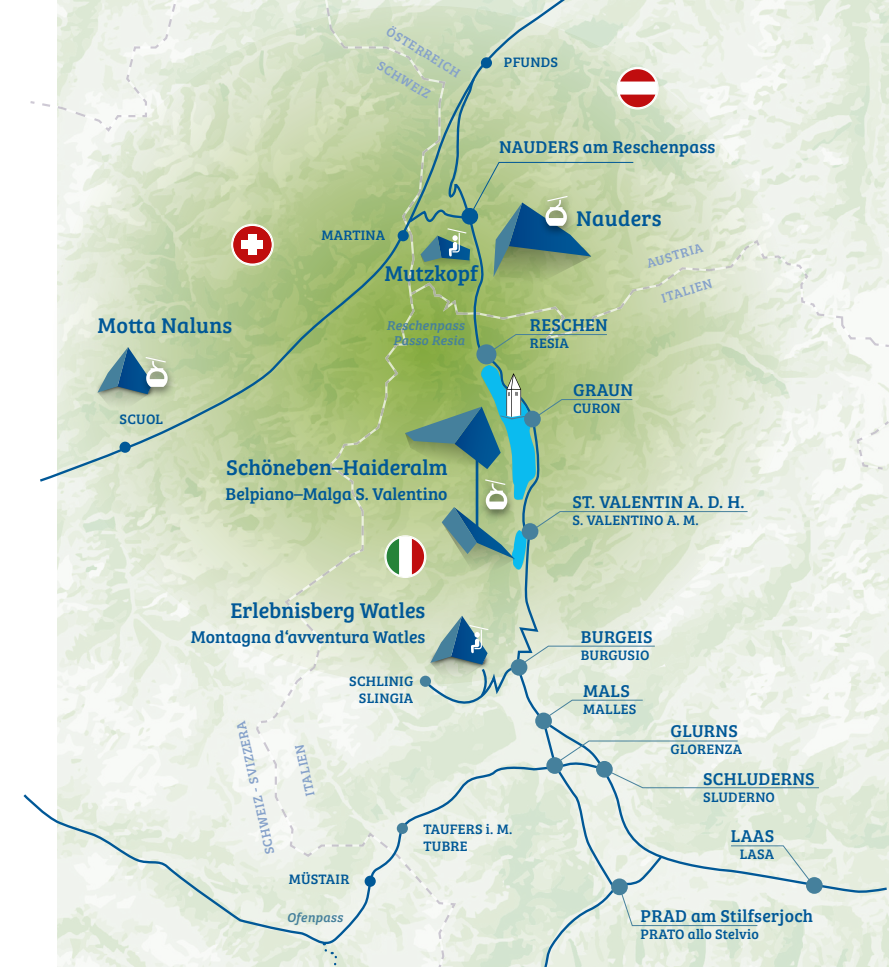 ÖSTERREICH
SCHWEIZ
PFUNDS
NAUDERS am Reschenpass
MARTINA
Nauders
Mutzkopf
AUSTRIA
ITALIEN
Motta Naluns
Reschenpass
Passo Resia
RESCHEN
RESIA
SCUOL
GRAUN
CURON
Schöneben–Haideralm
Belpiano–Malga S. Valentino
ST. VALENTIN A. D. H.
S. VALENTINO A. M.
Erlebnisberg Watles
Montagna d‘avventura Watles
BURGEIS
BURGUSIO
SCHLINIG
SLINGIA
MALS
MALLES
GLURNS
GLORENZA
SCHWEIZ - SVIZZERA
ITALIEN
SCHLUDERNS
SLUDERNO
TAUFERS i. M.
TUBRE
LAAS
LASA
MÜSTAIR
Ofenpass
PRAD am Stilfserjoch
PRATO allo Stelvio